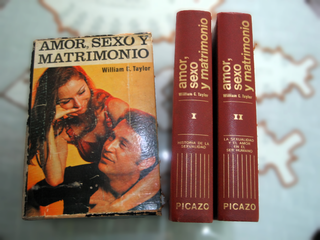 AMOR, SEXO Y
MATRIMONIO
William E. Taylor
amor,
sexo
y matrimonio
William E. Taylor
I
HISTORIA DE LA
SEXUALIDAD
PICAZO
amor,
sexo
y matrimonio
William E. Taylor
II
LA SEXUALIDAD
Y EL AMOR
EN EL
SER HUMANO
PICAZO